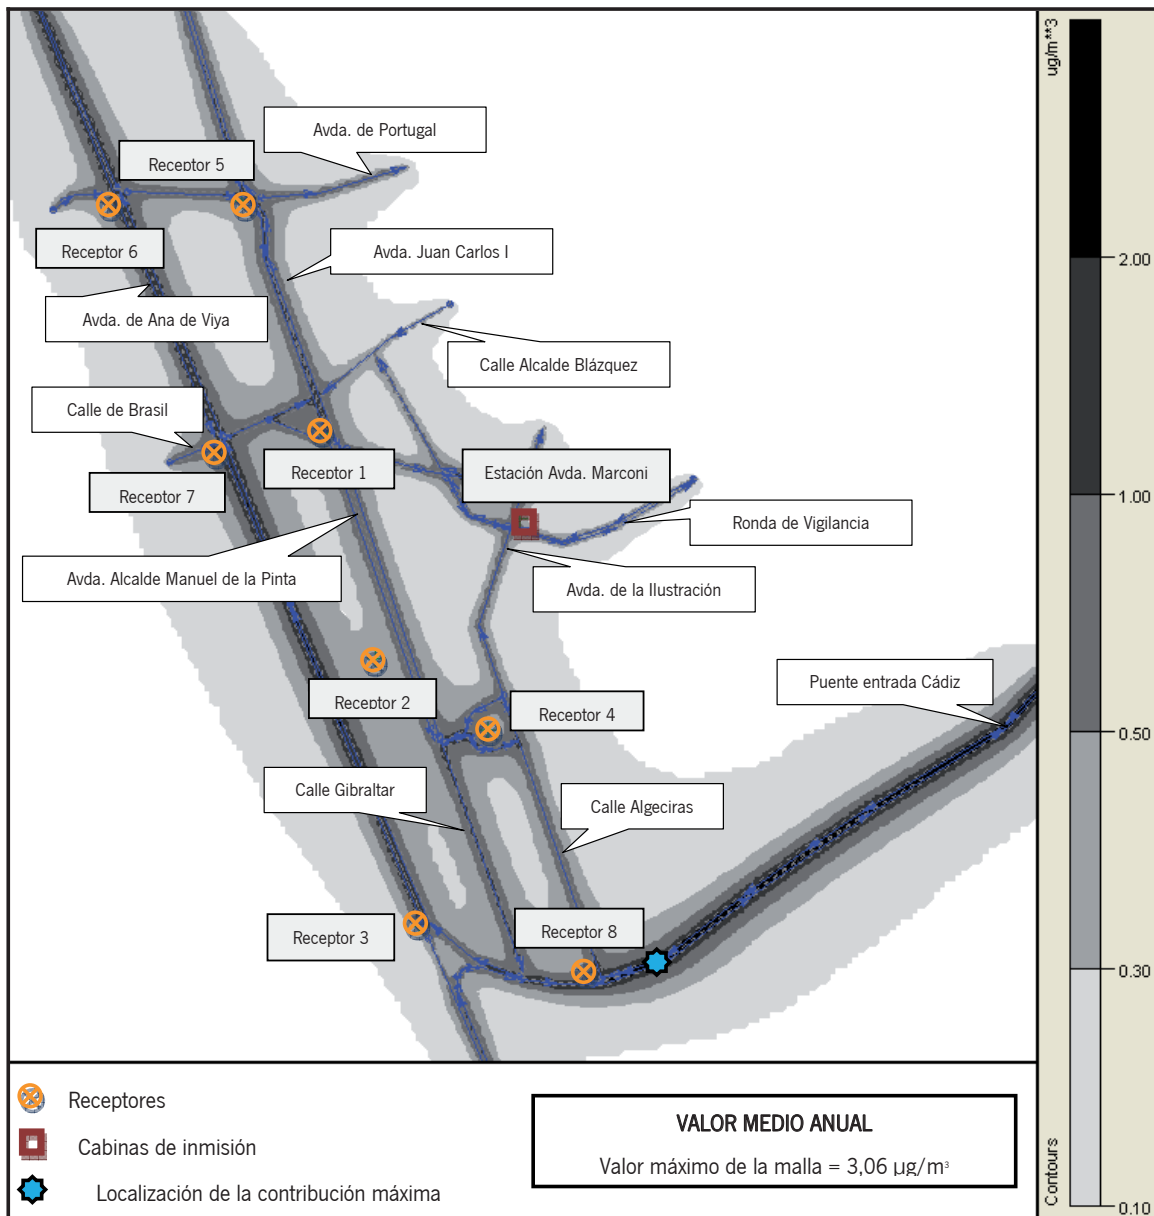 ug/m**3
Avda. de Portugal
Receptor 5
Receptor 6
Avda. Juan Carlos I
2.00
Avda. de Ana de Viya
Calle Alcalde Blázquez
Calle de Brasil
Receptor 1
Estación Avda. Marconi
Receptor 7
1.00
Ronda de Vigilancia
Avda. Alcalde Manuel de la Pinta
Avda. de la Ilustración
Puente entrada Cádiz
Receptor 2
Receptor 4
0.50
Calle Gibraltar
Calle Algeciras
Receptor 3
Receptor 8
0.30
Receptores
Cabinas de inmisión
Localización de la contribución máxima
VALOR MEDIO ANUAL
Valor máximo de la malla = 3,06 µg/m³
Contours
0.10